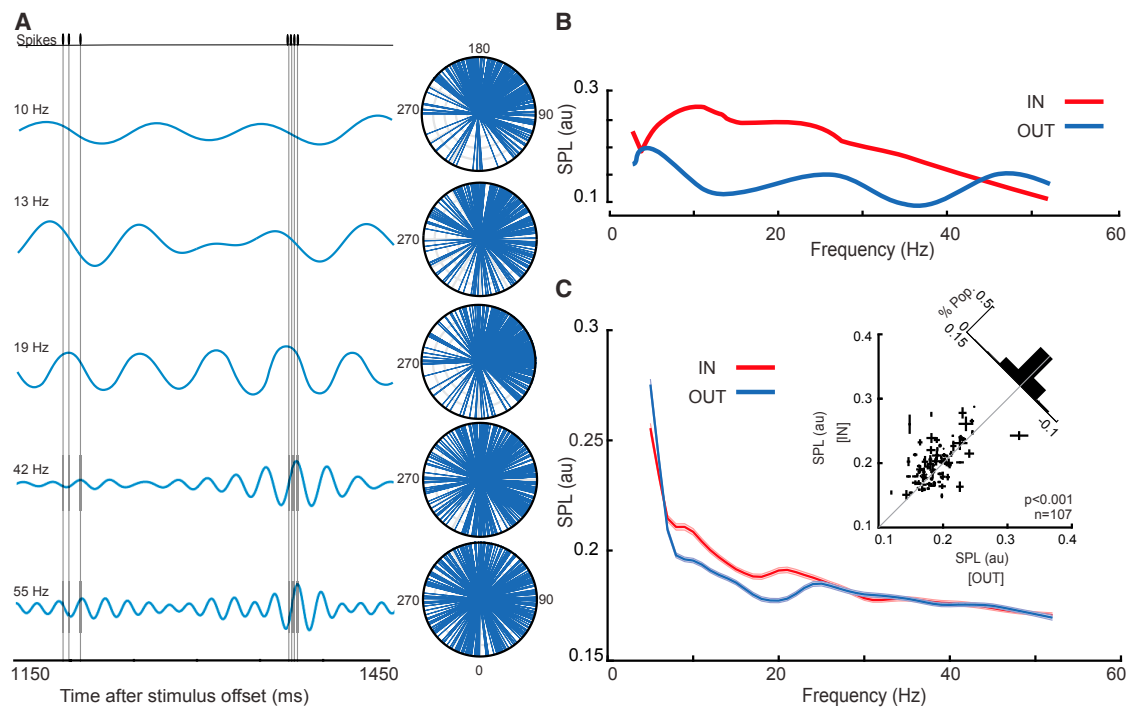 A
Spikes
10 Hz
13 Hz
19 Hz
42 Hz
55 Hz
1150
1450
Time after stimulus offset (ms)
180
270
90
270
270
270
270
90
0
B
0.3
0.1
SPL (au)
IN
OUT
0
20
40
60
Frequency (Hz)
C
0.3
0.25
0.2
0.15
SPL (au)
IN
OUT
0
20
40
60
Frequency (Hz)
% Pop.
0.5
0
0.15
-0.1
0.4
0.3
0.2
0.1
SPL (au)
[IN]
p<0.001
n=107
0.1
0.2
0.3
0.4
SPL (au)
[OUT]